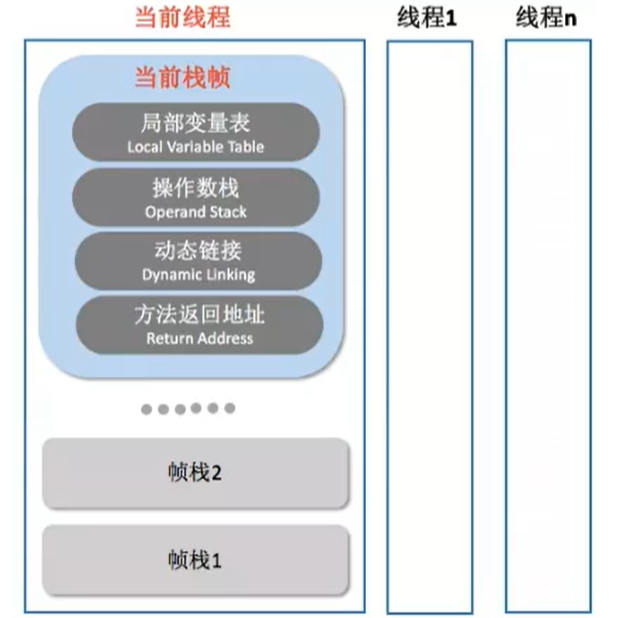 当前线程
线程1
线程n
当前栈帧
局部变量表
Local Variable Table
操作数栈
Operand Stack
动态链接
Dynamic Linking
方法返回地址
Return Address
帧栈2
帧栈1